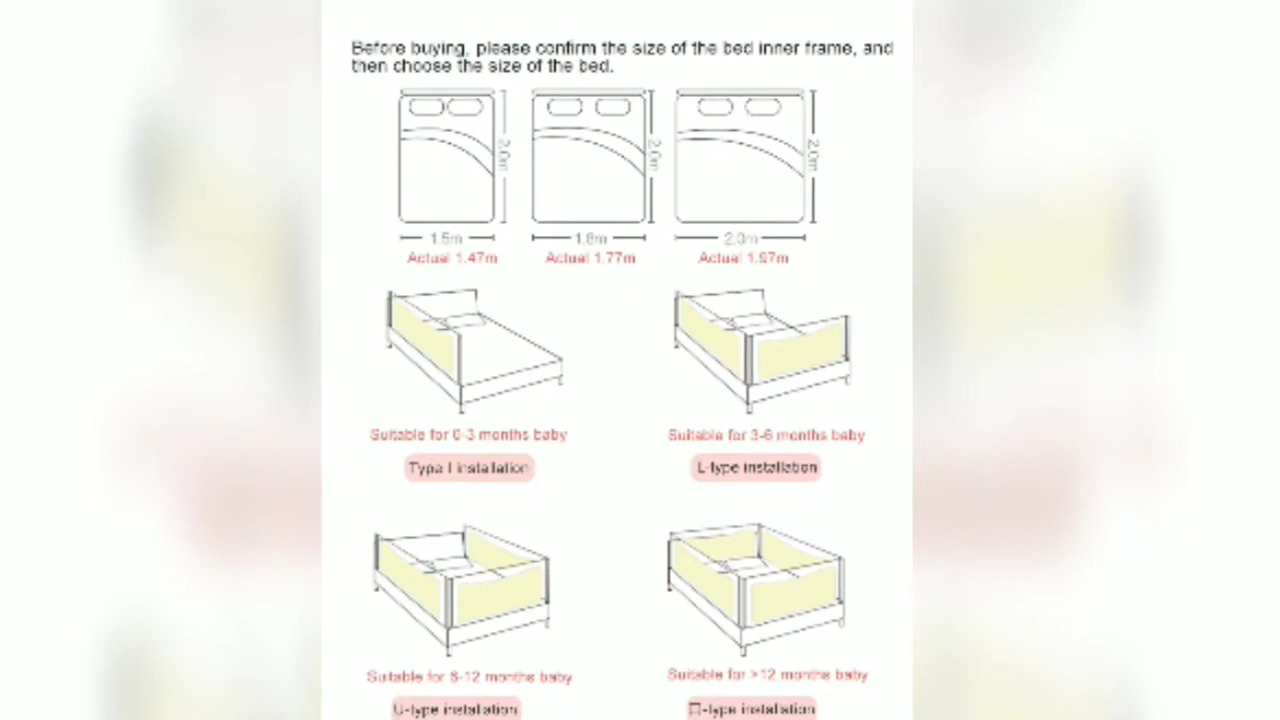 Before buying, please confirm the size of the bed inner frame, and
then choose the size of the bed.
2.0m 2.0m 2.0m
1.5m 1.8m 2.0m
Actual 1.47m Actual 1.77m Actual 1.97m
Suitable for 0-3 months baby Suitable for 3-6 months baby
Type I installation L-type installation
Suitable for 6-12 months baby Suitable for >12 months baby
U-type installation 口-type installation